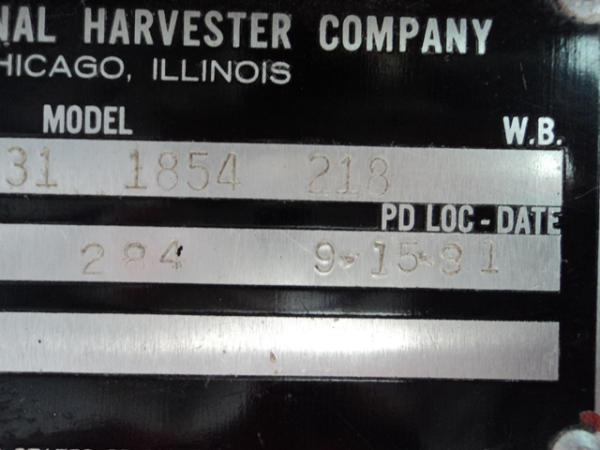 NAL HARVESTER COMPANY
HICAGO, ILLINOIS
MODEL W.B.
31 1854 218
PD LOC-DATE
284 9-15-81